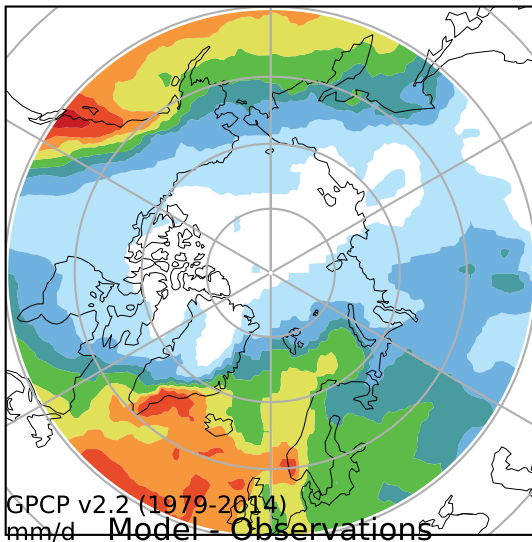 GPCP v2.2 (1979-2014)
mm/d Model - Observations